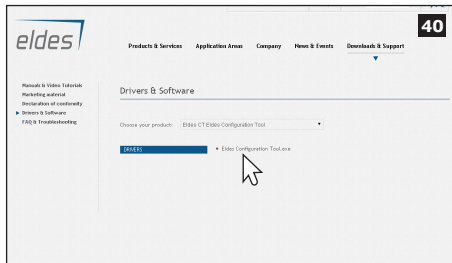 40
eldes
Products & Services Application Areas Company News & Events Downloads & Support
Manuals & Video Tutorials
Marketing material
Declaration of conformity
Drivers & Software
FAQ & Troubleshooting
Drivers & Software
Choose your product: Eldes CT Eldes Configuration Tool
DRIVERS
Eldes Configuration Tool.exe